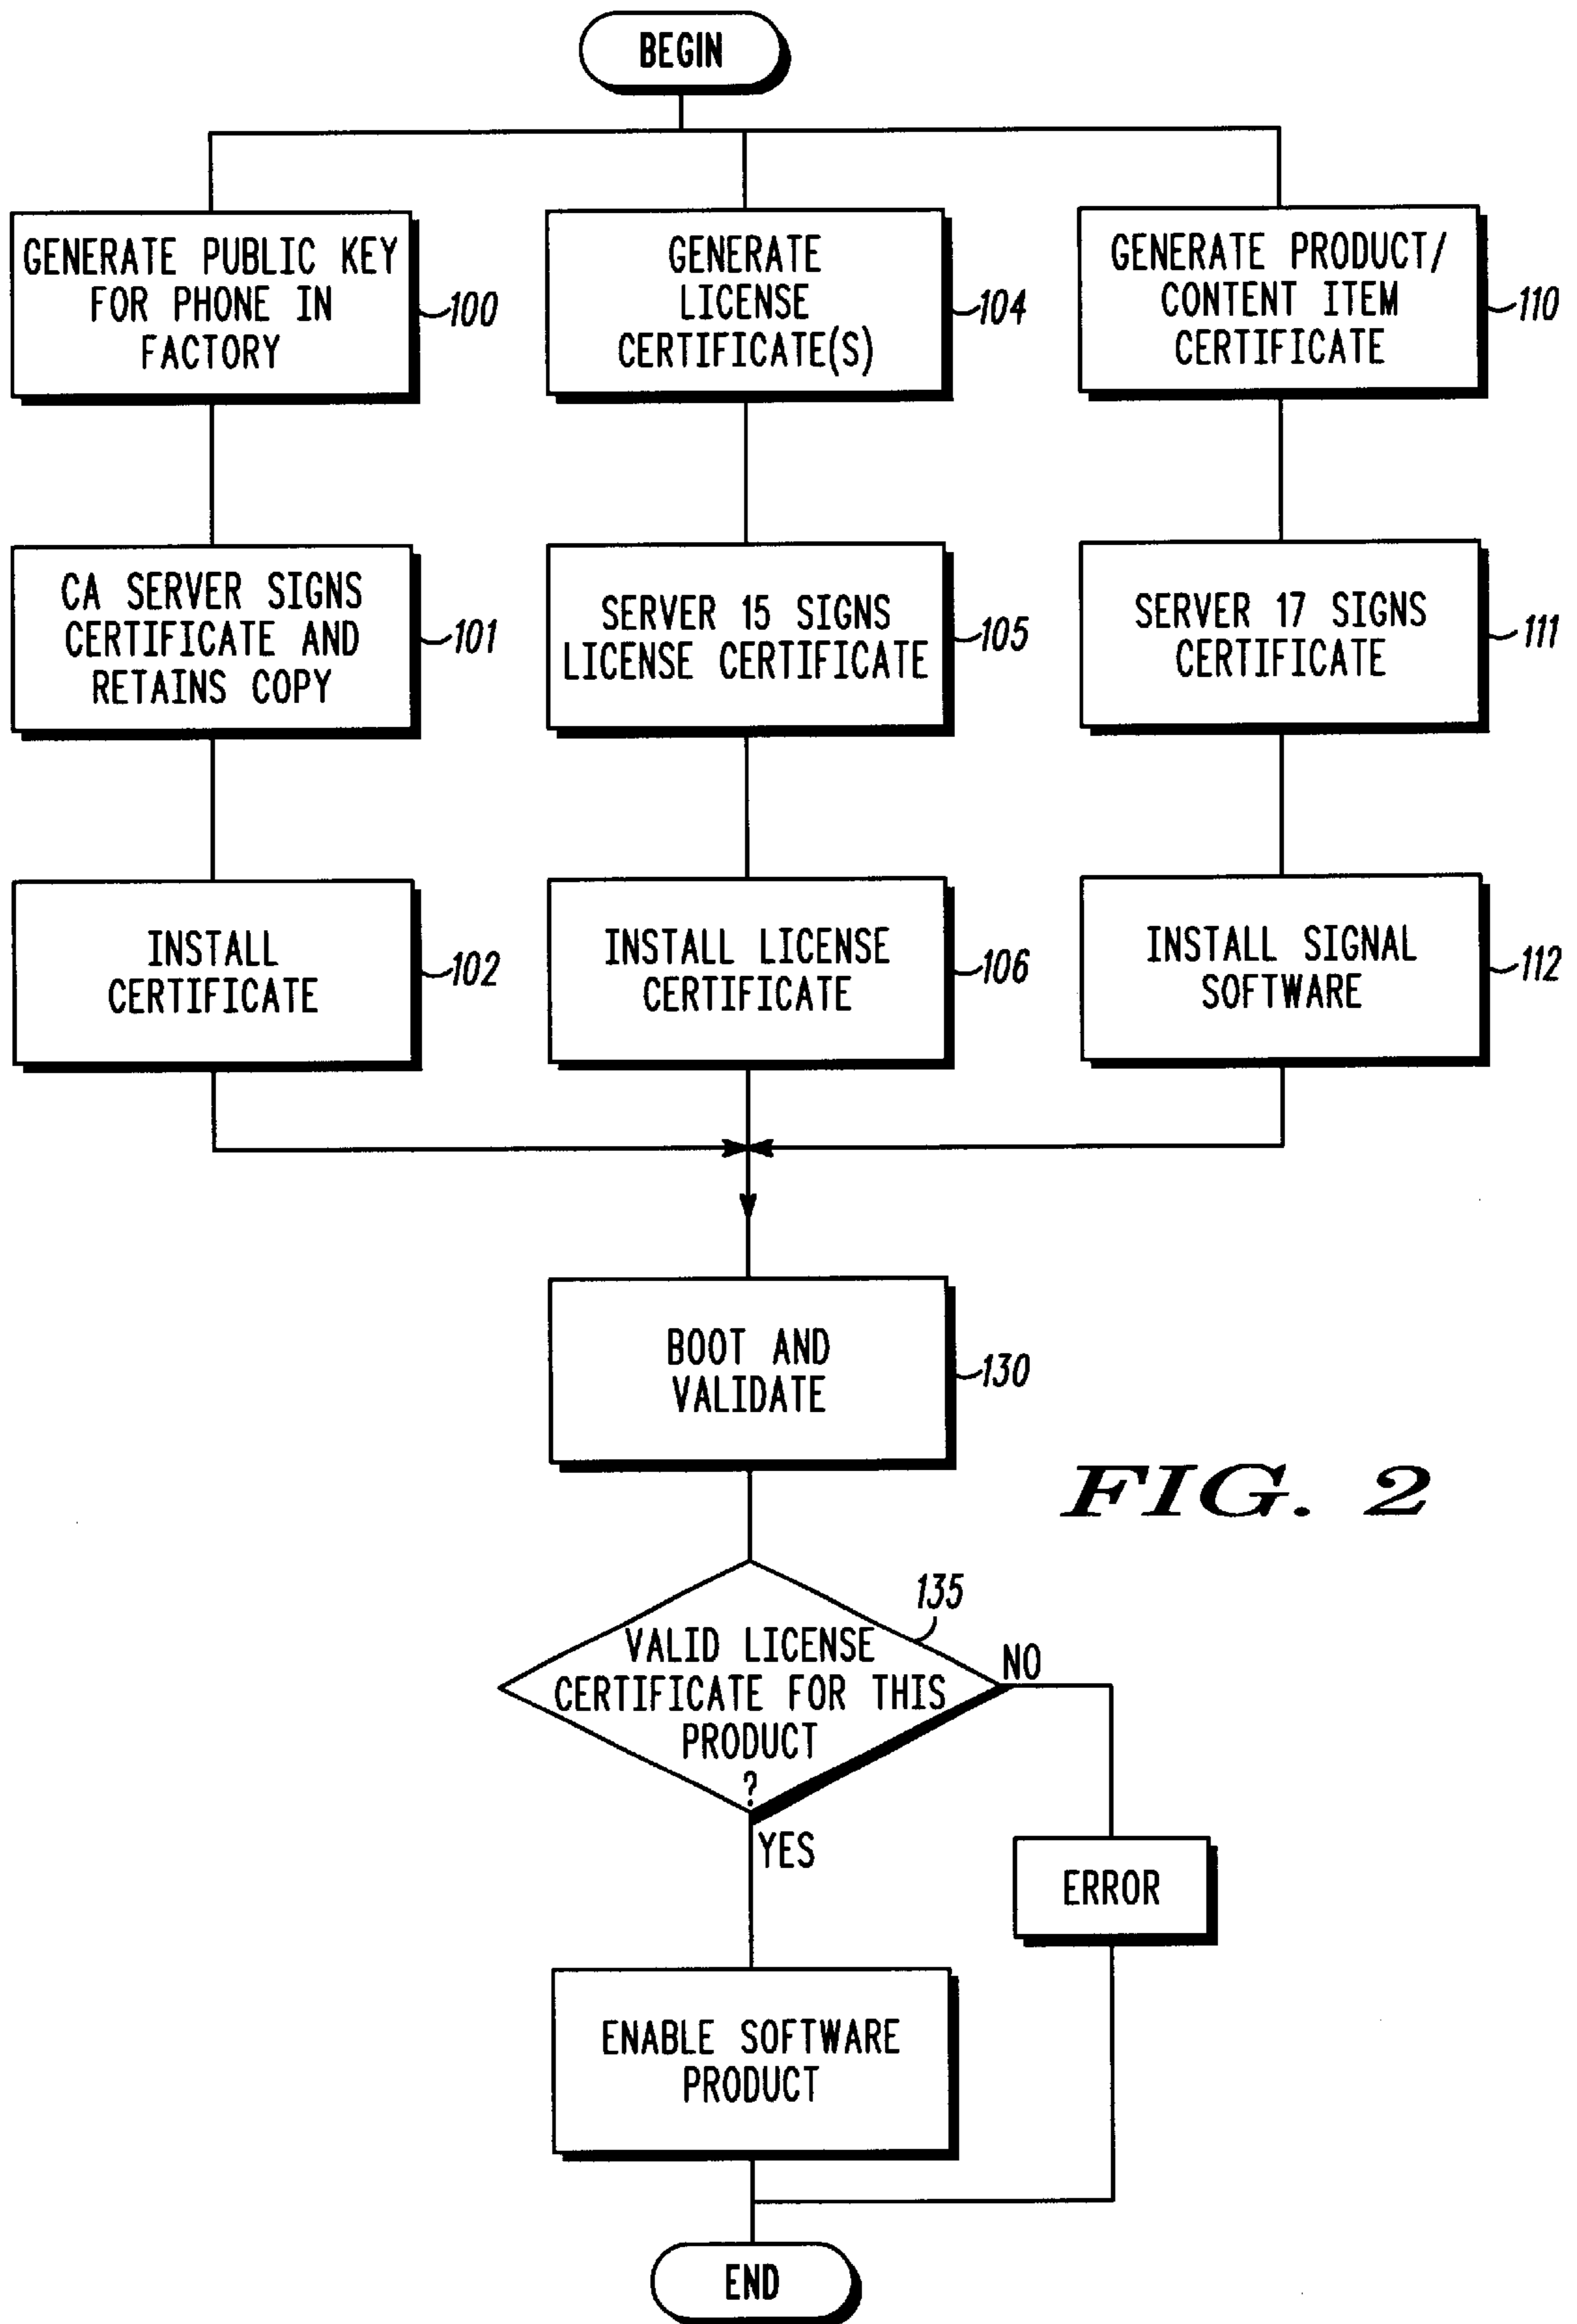 BEGIN
GENERATE PUBLIC KEY
FOR PHONE IN
FACTORY
100
GENERATE
LICENSE
CERTIFICATE(S)
104
GENERATE PRODUCT/
CONTENT ITEM
CERTIFICATE
110
CA SERVER SIGNS
CERTIFICATE AND
RETAINS COPY
101
SERVER 15 SIGNS
LICENSE CERTIFICATE
105
SERVER 17 SIGNS
CERTIFICATE
111
INSTALL
CERTIFICATE
102
INSTALL LICENSE
CERTIFICATE
106
INSTALL SIGNAL
SOFTWARE
112
BOOT AND
VALIDATE
130
FIG. 2
135
VALID LICENSE
CERTIFICATE FOR THIS
PRODUCT
?
NO
YES
ERROR
ENABLE SOFTWARE
PRODUCT
END